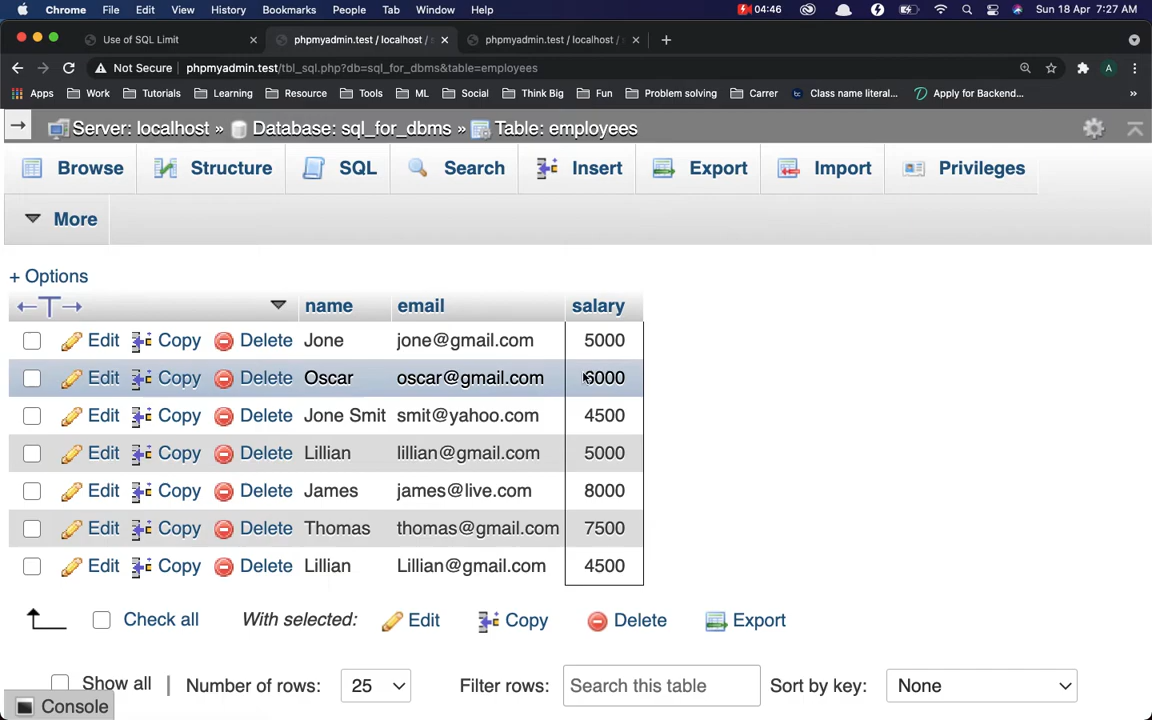 Chrome File Edit View History Bookmarks People Tab Window Help 04:46 Sun 18 Apr 7:27 AM
Use of SQL Limit × phpmyadmin.test / localhost / × phpmyadmin.test / localhost / × +
Not Secure phpmyadmin.test/tbl_sql.php?db=sql_for_dbms&table=employees A
Apps Work Tutorials Learning Resource Tools ML Social Think Big Fun Problem solving Carrer bc Class name literal... Apply for Backend... »
Server: localhost » Database: sql_for_dbms » Table: employees
Browse Structure SQL Search Insert Export Import Privileges
More
+ Options
←T→ name email salary
Edit Copy Delete Jone jone@gmail.com 5000
Edit Copy Delete Oscar oscar@gmail.com 6000
Edit Copy Delete Jone Smit smit@yahoo.com 4500
Edit Copy Delete Lillian lillian@gmail.com 5000
Edit Copy Delete James james@live.com 8000
Edit Copy Delete Thomas thomas@gmail.com 7500
Edit Copy Delete Lillian Lillian@gmail.com 4500
Check all With selected: Edit Copy Delete Export
Show all | Number of rows: 25 Filter rows: Search this table Sort by key: None
Console